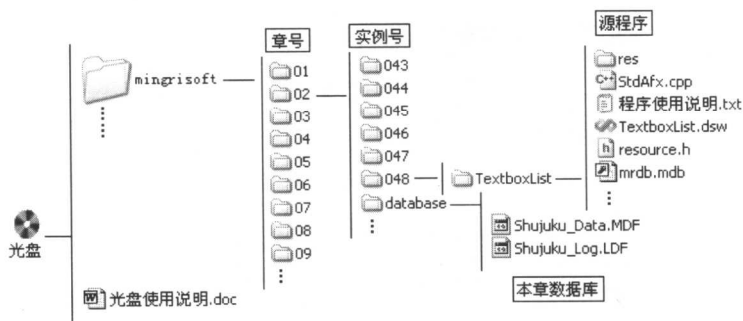 章号
实例号
源程序
mingrisoft
01
02
03
04
05
06
07
08
09
043
044
045
046
047
048
database
TextboxList
res
StdAfx.cpp
程序使用说明.txt
TextboxList.dsw
resource.h
mrdb.mdb
Shujuku_Data.MDF
Shujuku_Log.LDF
本章数据库
光盘
光盘使用说明.doc